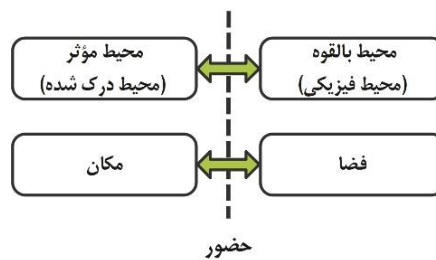 محیط بالقوه
(محیط فیزیکی)
محیط مؤثر
(محیط درک شده)
فضا
مکان
حضور